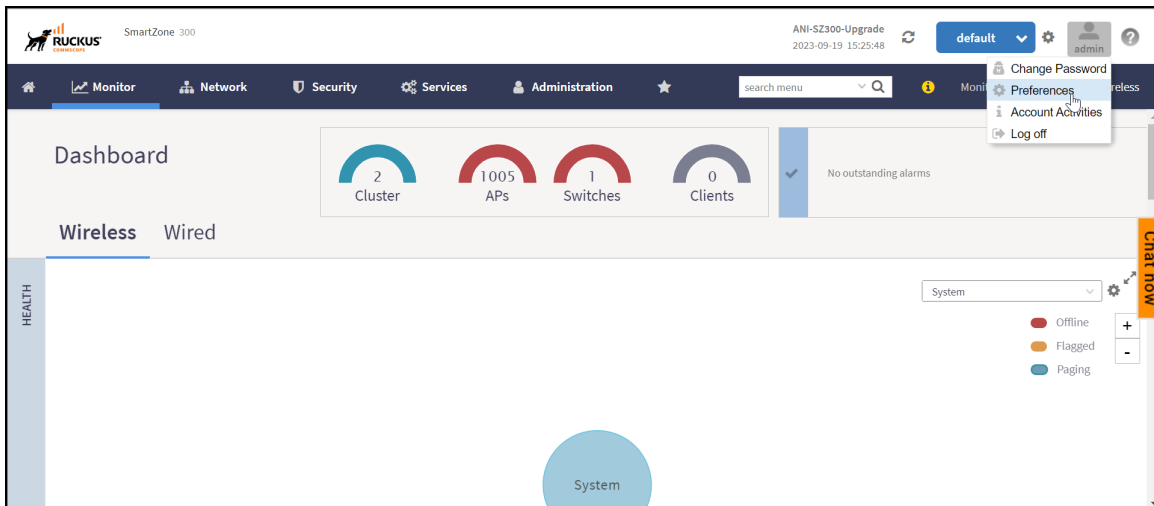 RUCKUS
COMMSCOPE
SmartZone 300
ANI-SZ300-Upgrade
2023-09-19 15:25:48
default
admin
?
Change Password
Preferences
Account Activities
Log off
Monitor
Network
Security
Services
Administration
search menu
Dashboard
2
Cluster
1005
APs
1
Switches
0
Clients
No outstanding alarms
Chat now
Wireless
Wired
HEALTH
System
Offline
Flagged
Paging
+
-
System